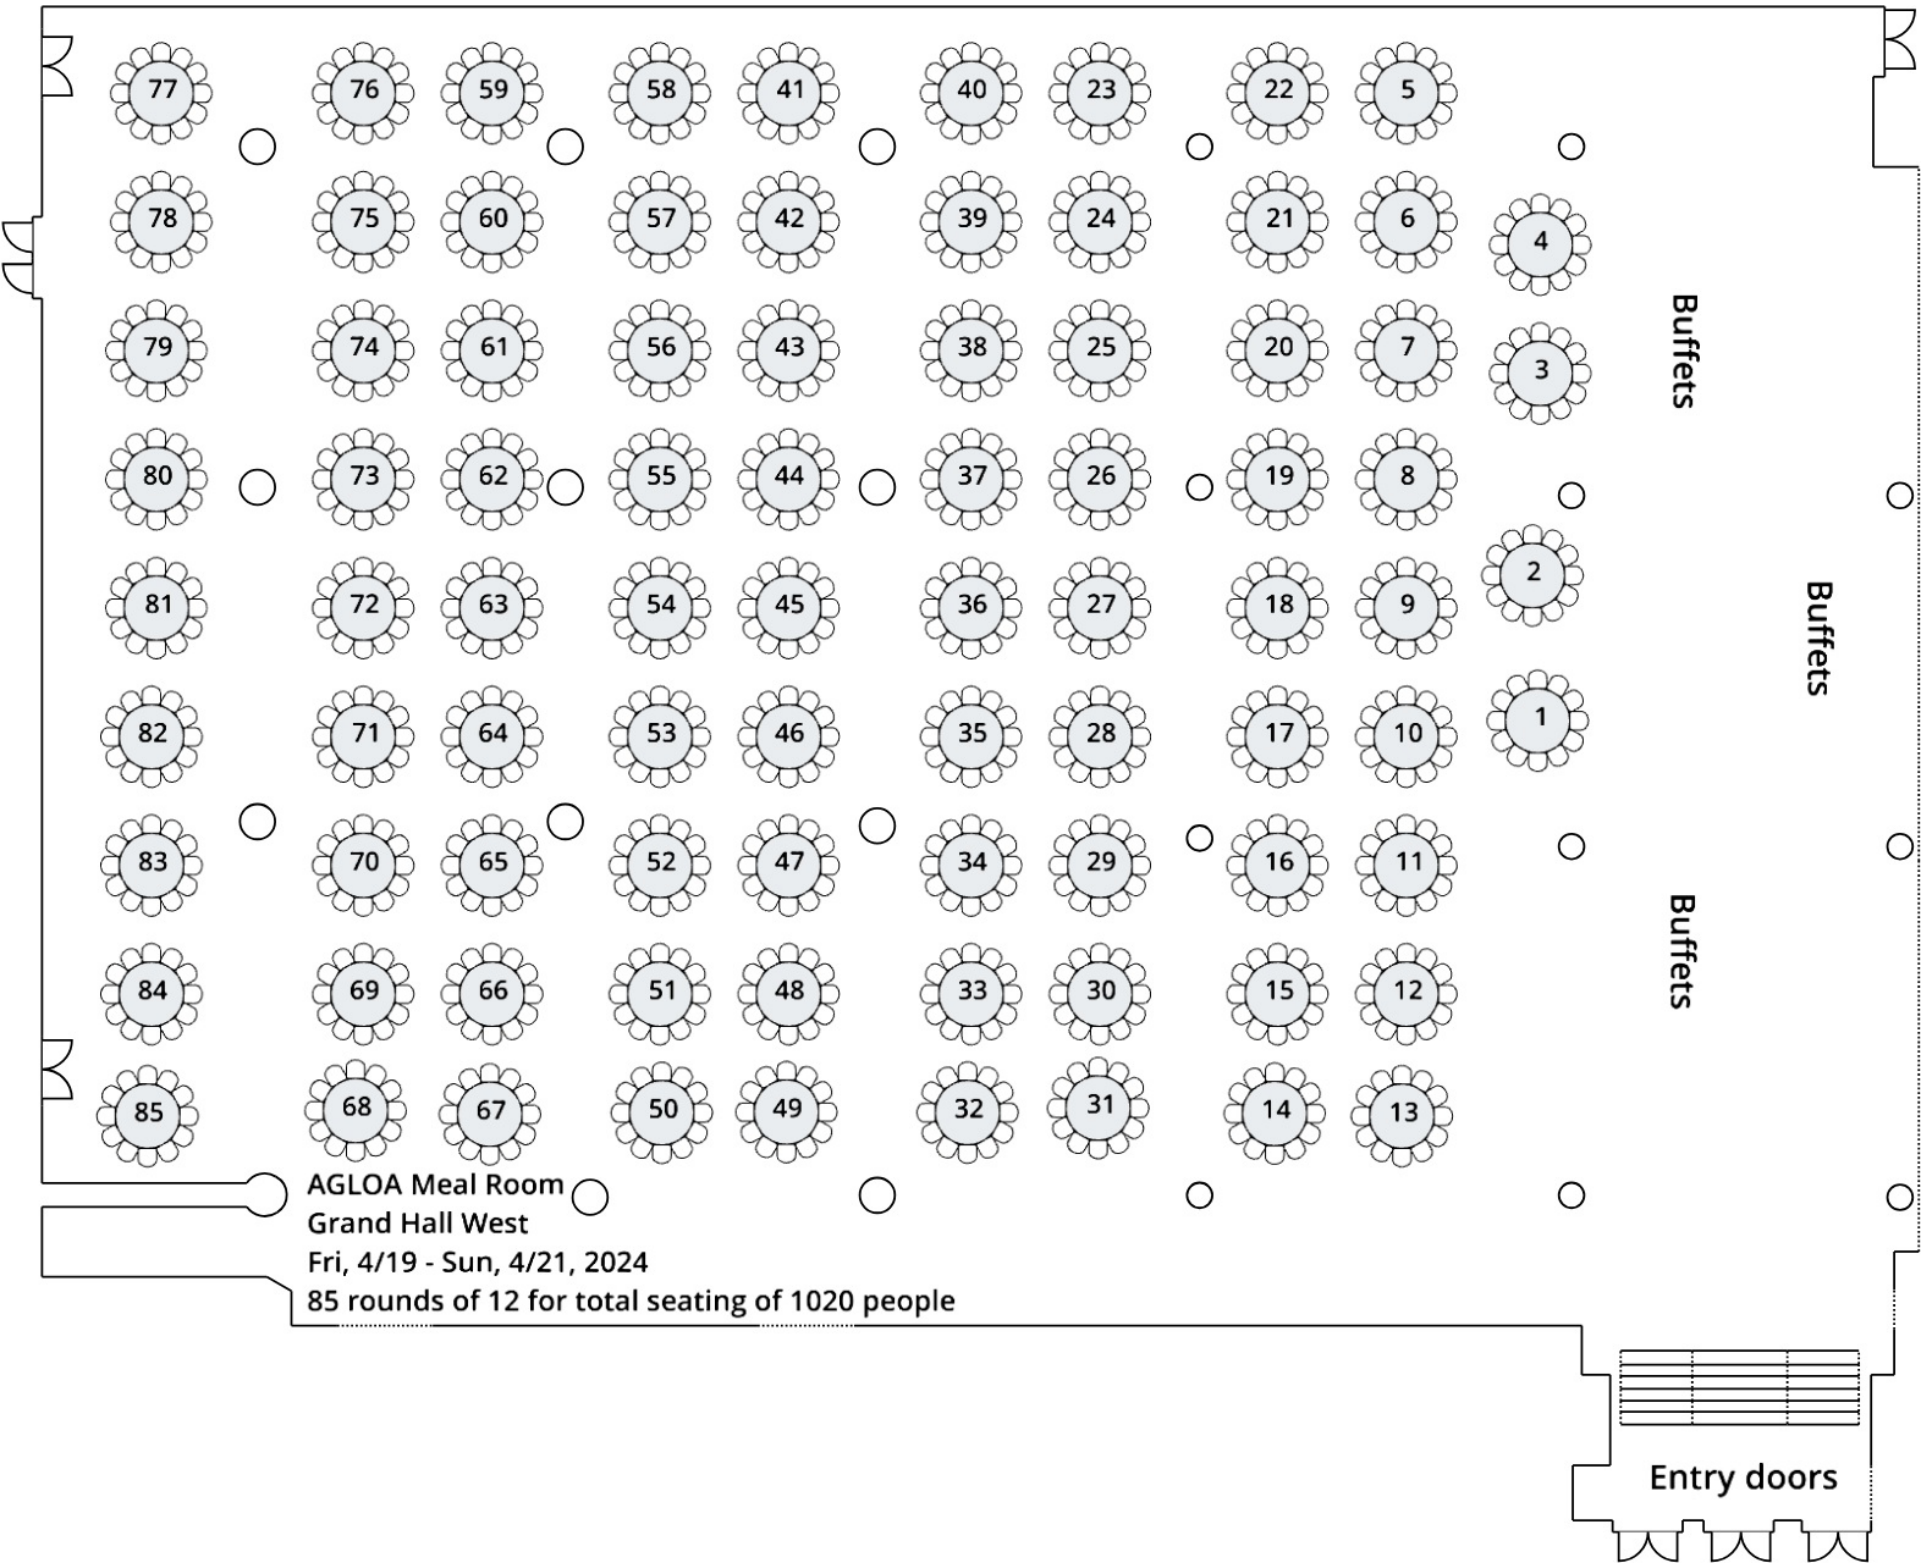 77 76 59 58 41 40 23 22 5
78 75 60 57 42 39 24 21 6
4
79 74 61 56 43 38 25 20 7
3
Buffets
80 73 62 55 44 37 26 19 8
2
81 72 63 54 45 36 27 18 9
Buffets
1
82 71 64 53 46 35 28 17 10
83 70 65 52 47 34 29 16 11
Buffets
84 69 66 51 48 33 30 15 12
85 68 67 50 49 32 31 14 13
AGLOA Meal Room
Grand Hall West
Fri, 4/19 - Sun, 4/21, 2024
85 rounds of 12 for total seating of 1020 people
Entry doors